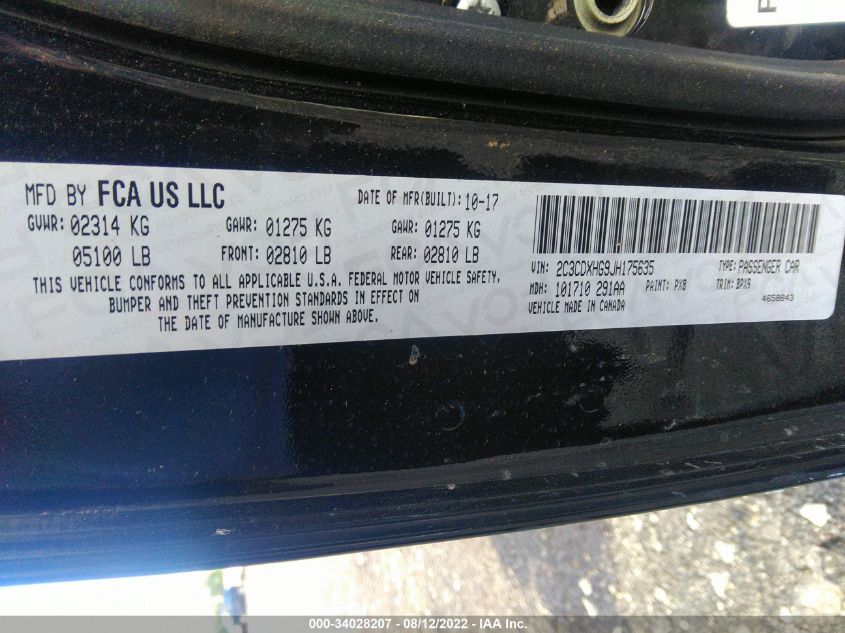 MFD BY FCA US LLC DATE OF MFR(BUILT): 10-17
GVWR: 02314 KG GAWR: 01275 KG GAWR: 01275 KG
05100 LB FRONT: 02810 LB REAR: 02810 LB
THIS VEHICLE CONFORMS TO ALL APPLICABLE U.S.A. FEDERAL MOTOR VEHICLE SAFETY,
BUMPER AND THEFT PREVENTION STANDARDS IN EFFECT ON
THE DATE OF MANUFACTURE SHOWN ABOVE.
VIN: 2C3CDXHG9JH175635 TYPE: PASSENGER CAR
MDH: 101710 291AA PAINT: PX8 TRIM: BPX9
VEHICLE MADE IN CANADA 4658843
000-34028207 - 08/12/2022 - IAA Inc.